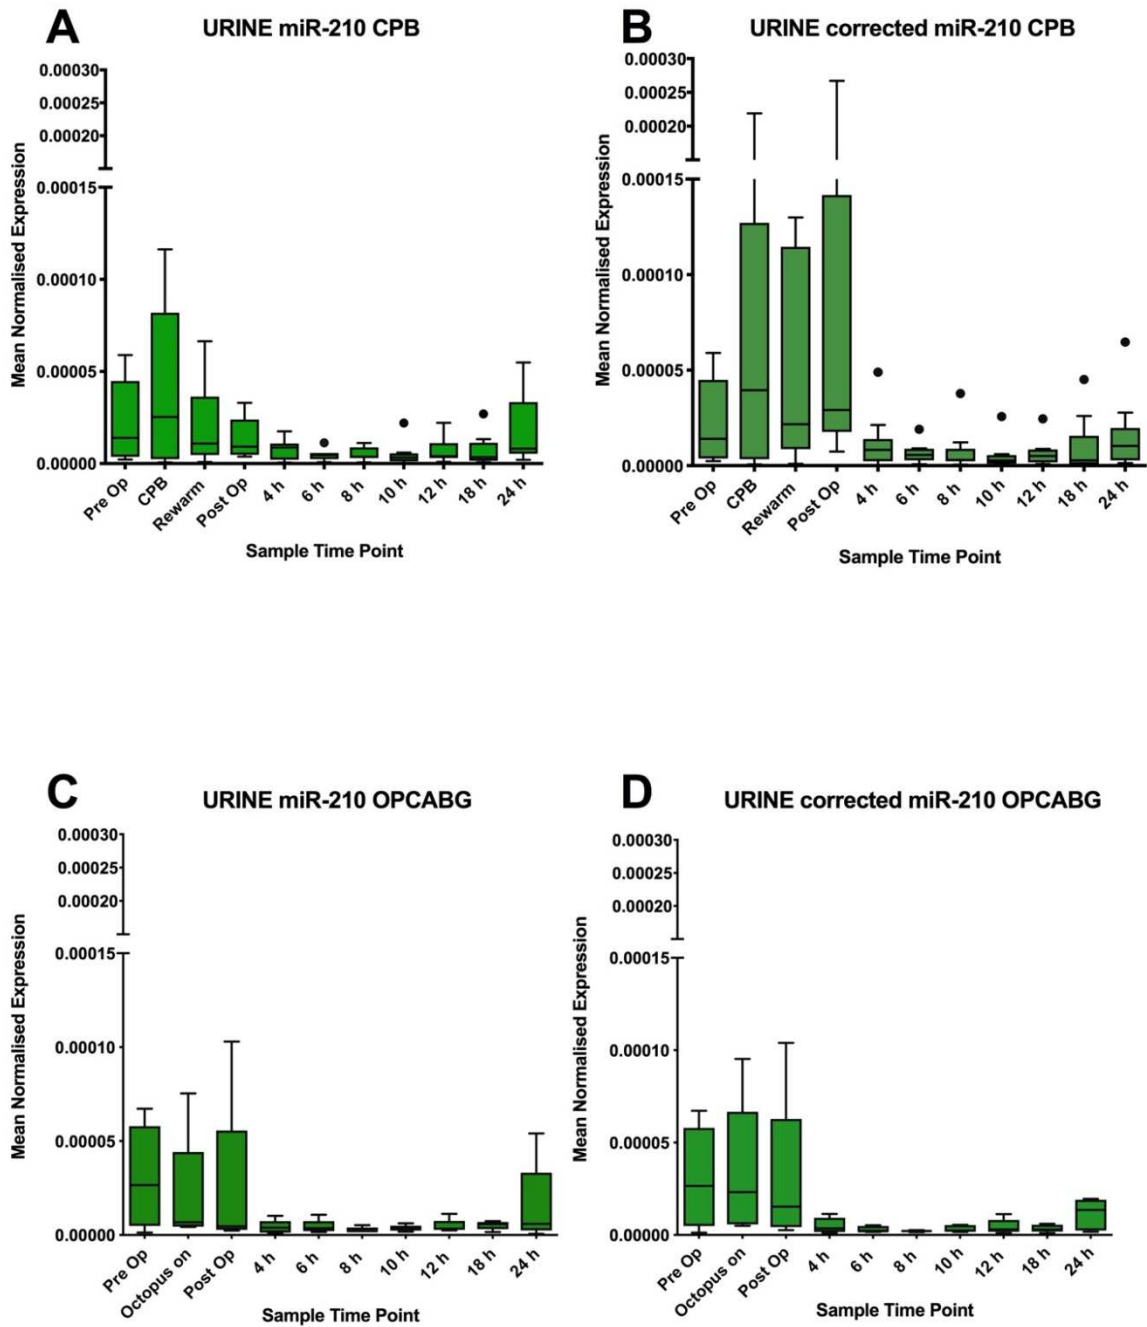 A
URINE miR-210 CPB
Mean Normalised Expression
0.00030
0.00025
0.00020
0.00015
0.00010
0.00005
0.00000
Pre Op
CPB
Rewarm
Post Op
4 h
6 h
8 h
10 h
12 h
18 h
24 h
Sample Time Point
B
URINE corrected miR-210 CPB
Mean Normalised Expression
0.00030
0.00025
0.00020
0.00015
0.00010
0.00005
0.00000
Pre Op
CPB
Rewarm
Post Op
4 h
6 h
8 h
10 h
12 h
18 h
24 h
Sample Time Point
C
URINE miR-210 OPCABG
Mean Normalised Expression
0.00030
0.00025
0.00020
0.00015
0.00010
0.00005
0.00000
Pre Op
Octopus on
Post Op
4 h
6 h
8 h
10 h
12 h
18 h
24 h
Sample Time Point
D
URINE corrected miR-210 OPCABG
Mean Normalised Expression
0.00030
0.00025
0.00020
0.00015
0.00010
0.00005
0.00000
Pre Op
Octopus on
Post Op
4 h
6 h
8 h
10 h
12 h
18 h
24 h
Sample Time Point